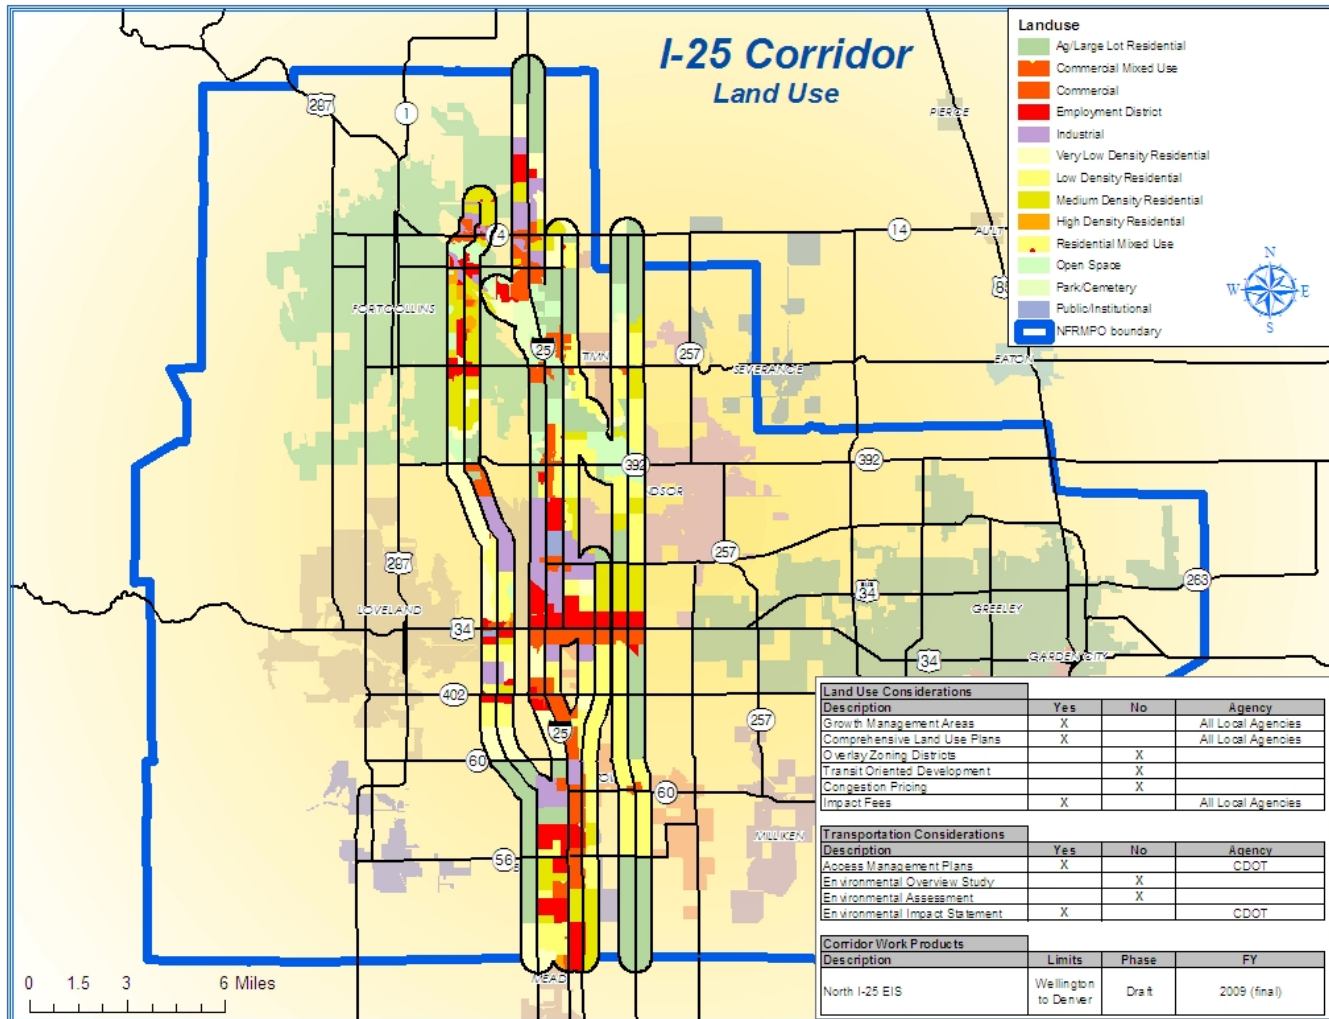 I-25 Corridor
Land Use
Landuse
Ag/Large Lot Residential
Commercial Mixed Use
Commercial
Employment District
Industrial
Very Low Density Residential
Low Density Residential
Medium Density Residential
High Density Residential
Residential Mixed Use
Open Space
Park/Cemetery
Public/Institutional
NFRMPO boundary
N
W E
S
287
1
PIERCE
14
14
AULT
85
FORT COLLINS
25
TIMN
257
SEVERANCE
EATON
392
392
NDSOR
287
257
263
34
LOVELAND
GREELEY
34
34
GARDEN CITY
402
25
257
60
60
MILLIKEN
56
MEAD
0 1.5 3 6 Miles
Land Use Considerations
Description Yes No Agency
Growth Management Areas X All Local Agencies
Comprehensive Land Use Plans X All Local Agencies
Overlay Zoning Districts X
Transit Oriented Development X
Congestion Pricing X
Impact Fees X All Local Agencies
Transportation Considerations
Description Yes No Agency
Access Management Plans X CDOT
Environmental Overview Study X
Environmental Assessment X
Environmental Impact Statement X CDOT
Corridor Work Products
Description Limits Phase FY
North I-25 EIS Wellington to Denver Draft 2009 (final)